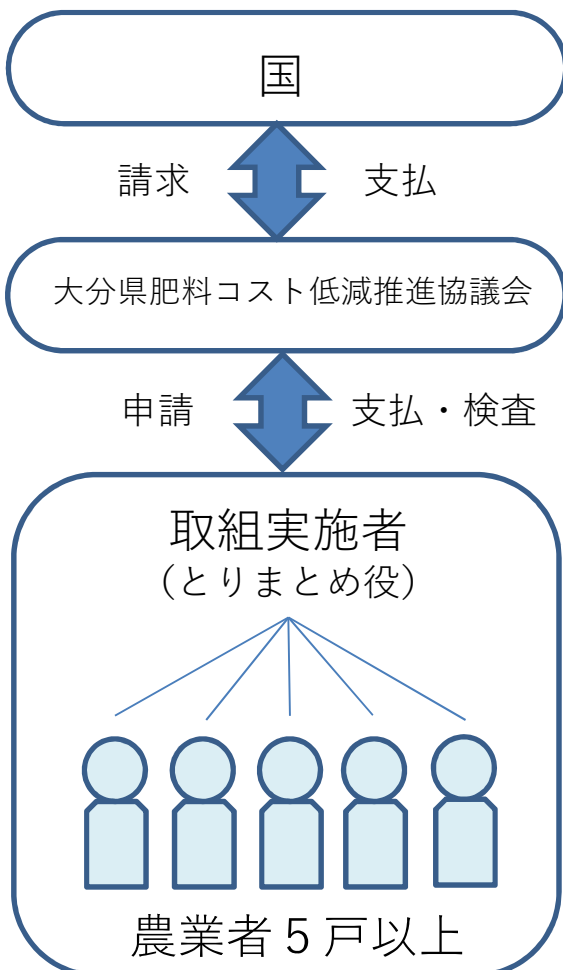 国
請求 支払
大分県肥料コスト低減推進協議会
申請 支払・検査
取組実施者
（とりまとめ役）
農業者５戸以上